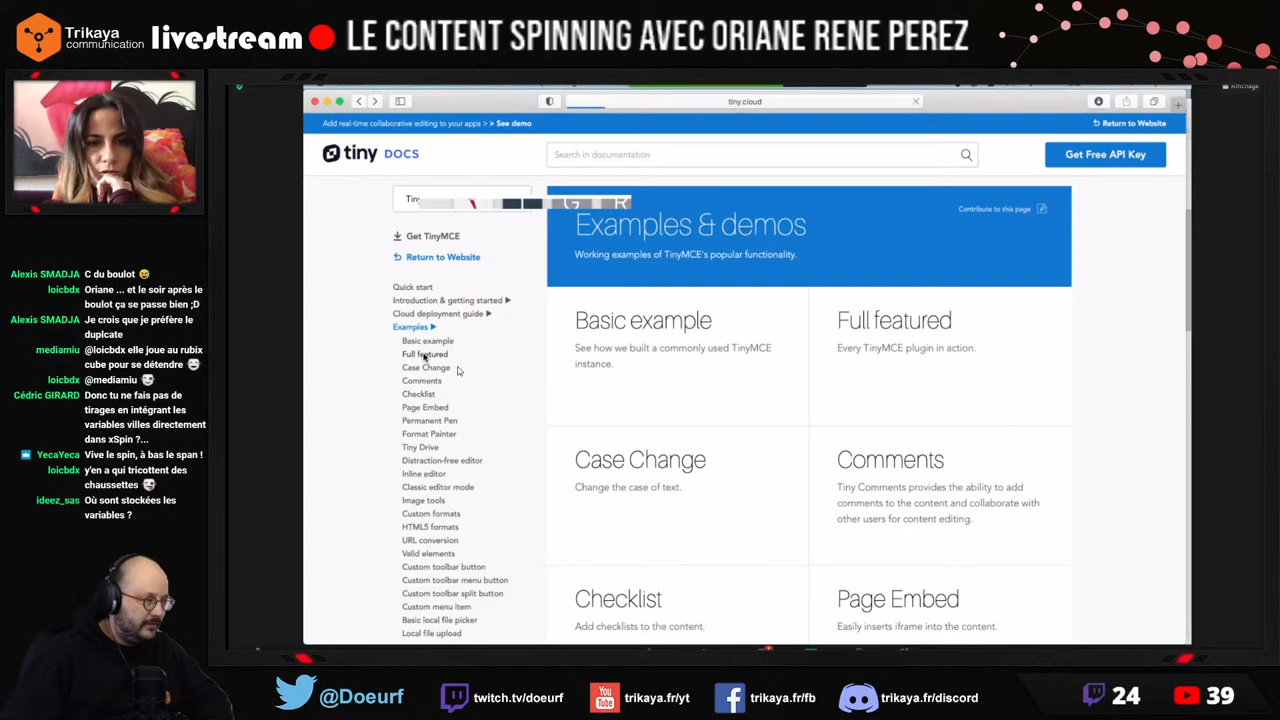 Trikaya
communication
livestream
LE CONTENT SPINNING AVEC ORIANE RENE PEREZ
Affichage
tiny.cloud
Add real-time collaborative editing to your apps > > See demo
Return to Website
tiny DOCS
Search in documentation
Get Free API Key
Tiny
G R
Examples & demos
Contribute to this page
Working examples of TinyMCE's popular functionality.
Get TinyMCE
Return to Website
Quick start
Introduction & getting started
Cloud deployment guide
Examples
Basic example
Full featured
Case Change
Comments
Checklist
Page Embed
Permanent Pen
Format Painter
Tiny Drive
Distraction-free editor
Inline editor
Classic editor mode
Image tools
Custom formats
HTML5 formats
URL conversion
Valid elements
Custom toolbar button
Custom toolbar menu button
Custom toolbar split button
Custom menu item
Basic local file picker
Local file upload
Basic example
See how we built a commonly used TinyMCE
instance.
Full featured
Every TinyMCE plugin in action.
Case Change
Change the case of text.
Comments
Tiny Comments provides the ability to add
comments to the content and collaborate with
other users for content editing.
Checklist
Add checklists to the content.
Page Embed
Easily inserts iframe into the content.
Alexis SMADJA C du boulot 😅
loicbdx Oriane ... et le soir après le
boulot ça se passe bien ;D
Alexis SMADJA Je crois que je préfère le
duplcate
mediamiu @loicbdx elle joue au rubix
cube pour se détendre
loicbdx @mediamiu
Cédric GIRARD Donc tu ne fais pas de
tirages en intégrant les
variables villes directement
dans xSpin ?...
YecaYeca Vive le spin, à bas le span !
loicbdx y'en a qui tricottent des
chaussettes
ideez_sas Où sont stockées les
variables ?
@Doeurf
twitch.tv/doeurf
You
Tube
trikaya.fr/yt
trikaya.fr/fb
trikaya.fr/discord
24
39